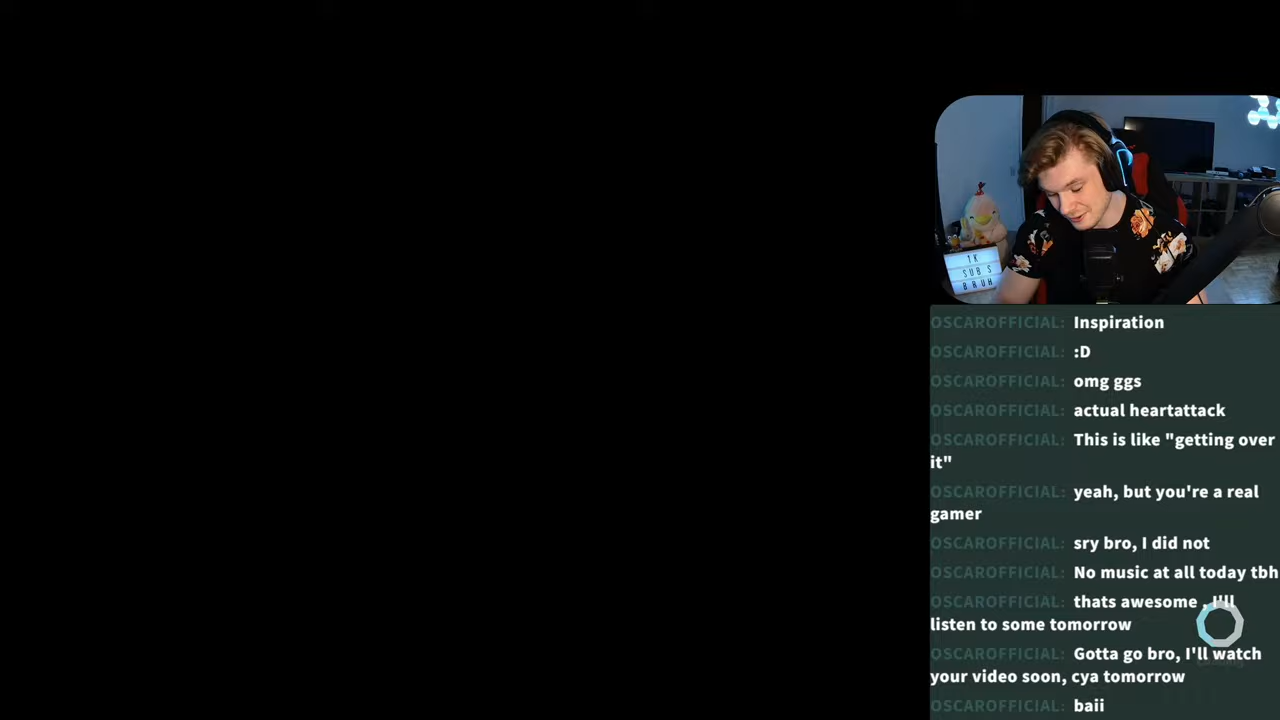 1K
SUBS
BRUH
OSCAROFFICIAL: Inspiration
OSCAROFFICIAL: :D
OSCAROFFICIAL: omg ggs
OSCAROFFICIAL: actual heartattack
OSCAROFFICIAL: This is like "getting over
it"
OSCAROFFICIAL: yeah, but you're a real
gamer
OSCAROFFICIAL: sry bro, I did not
OSCAROFFICIAL: No music at all today tbh
OSCAROFFICIAL: thats awesome , I'll
listen to some tomorrow
OSCAROFFICIAL: Gotta go bro, I'll watch
your video soon, cya tomorrow
OSCAROFFICIAL: baii